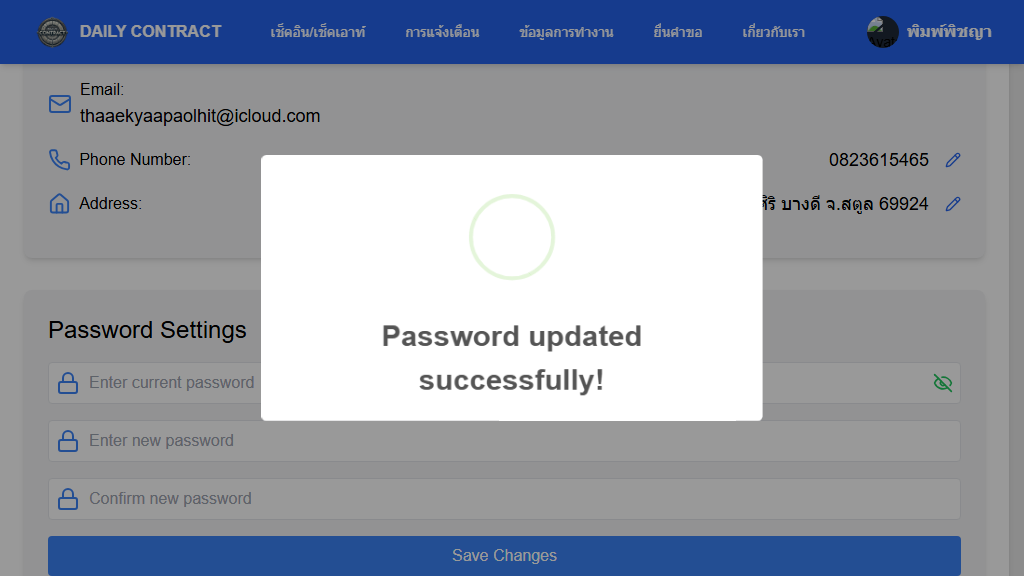 DAILY CONTRACT
เช็คอิน/เช็คเอาท์
การแจ้งเตือน
ข้อมูลการทำงาน
ยื่นคำขอ
เกี่ยวกับเรา
พิมพ์พิชญา
Email:
thaaekyaapaolhit@icloud.com
Phone Number:
0823615465
Address:
บางดี จ.สตูล 69924
Password updated
successfully!
Password Settings
Enter current password
Enter new password
Confirm new password
Save Changes